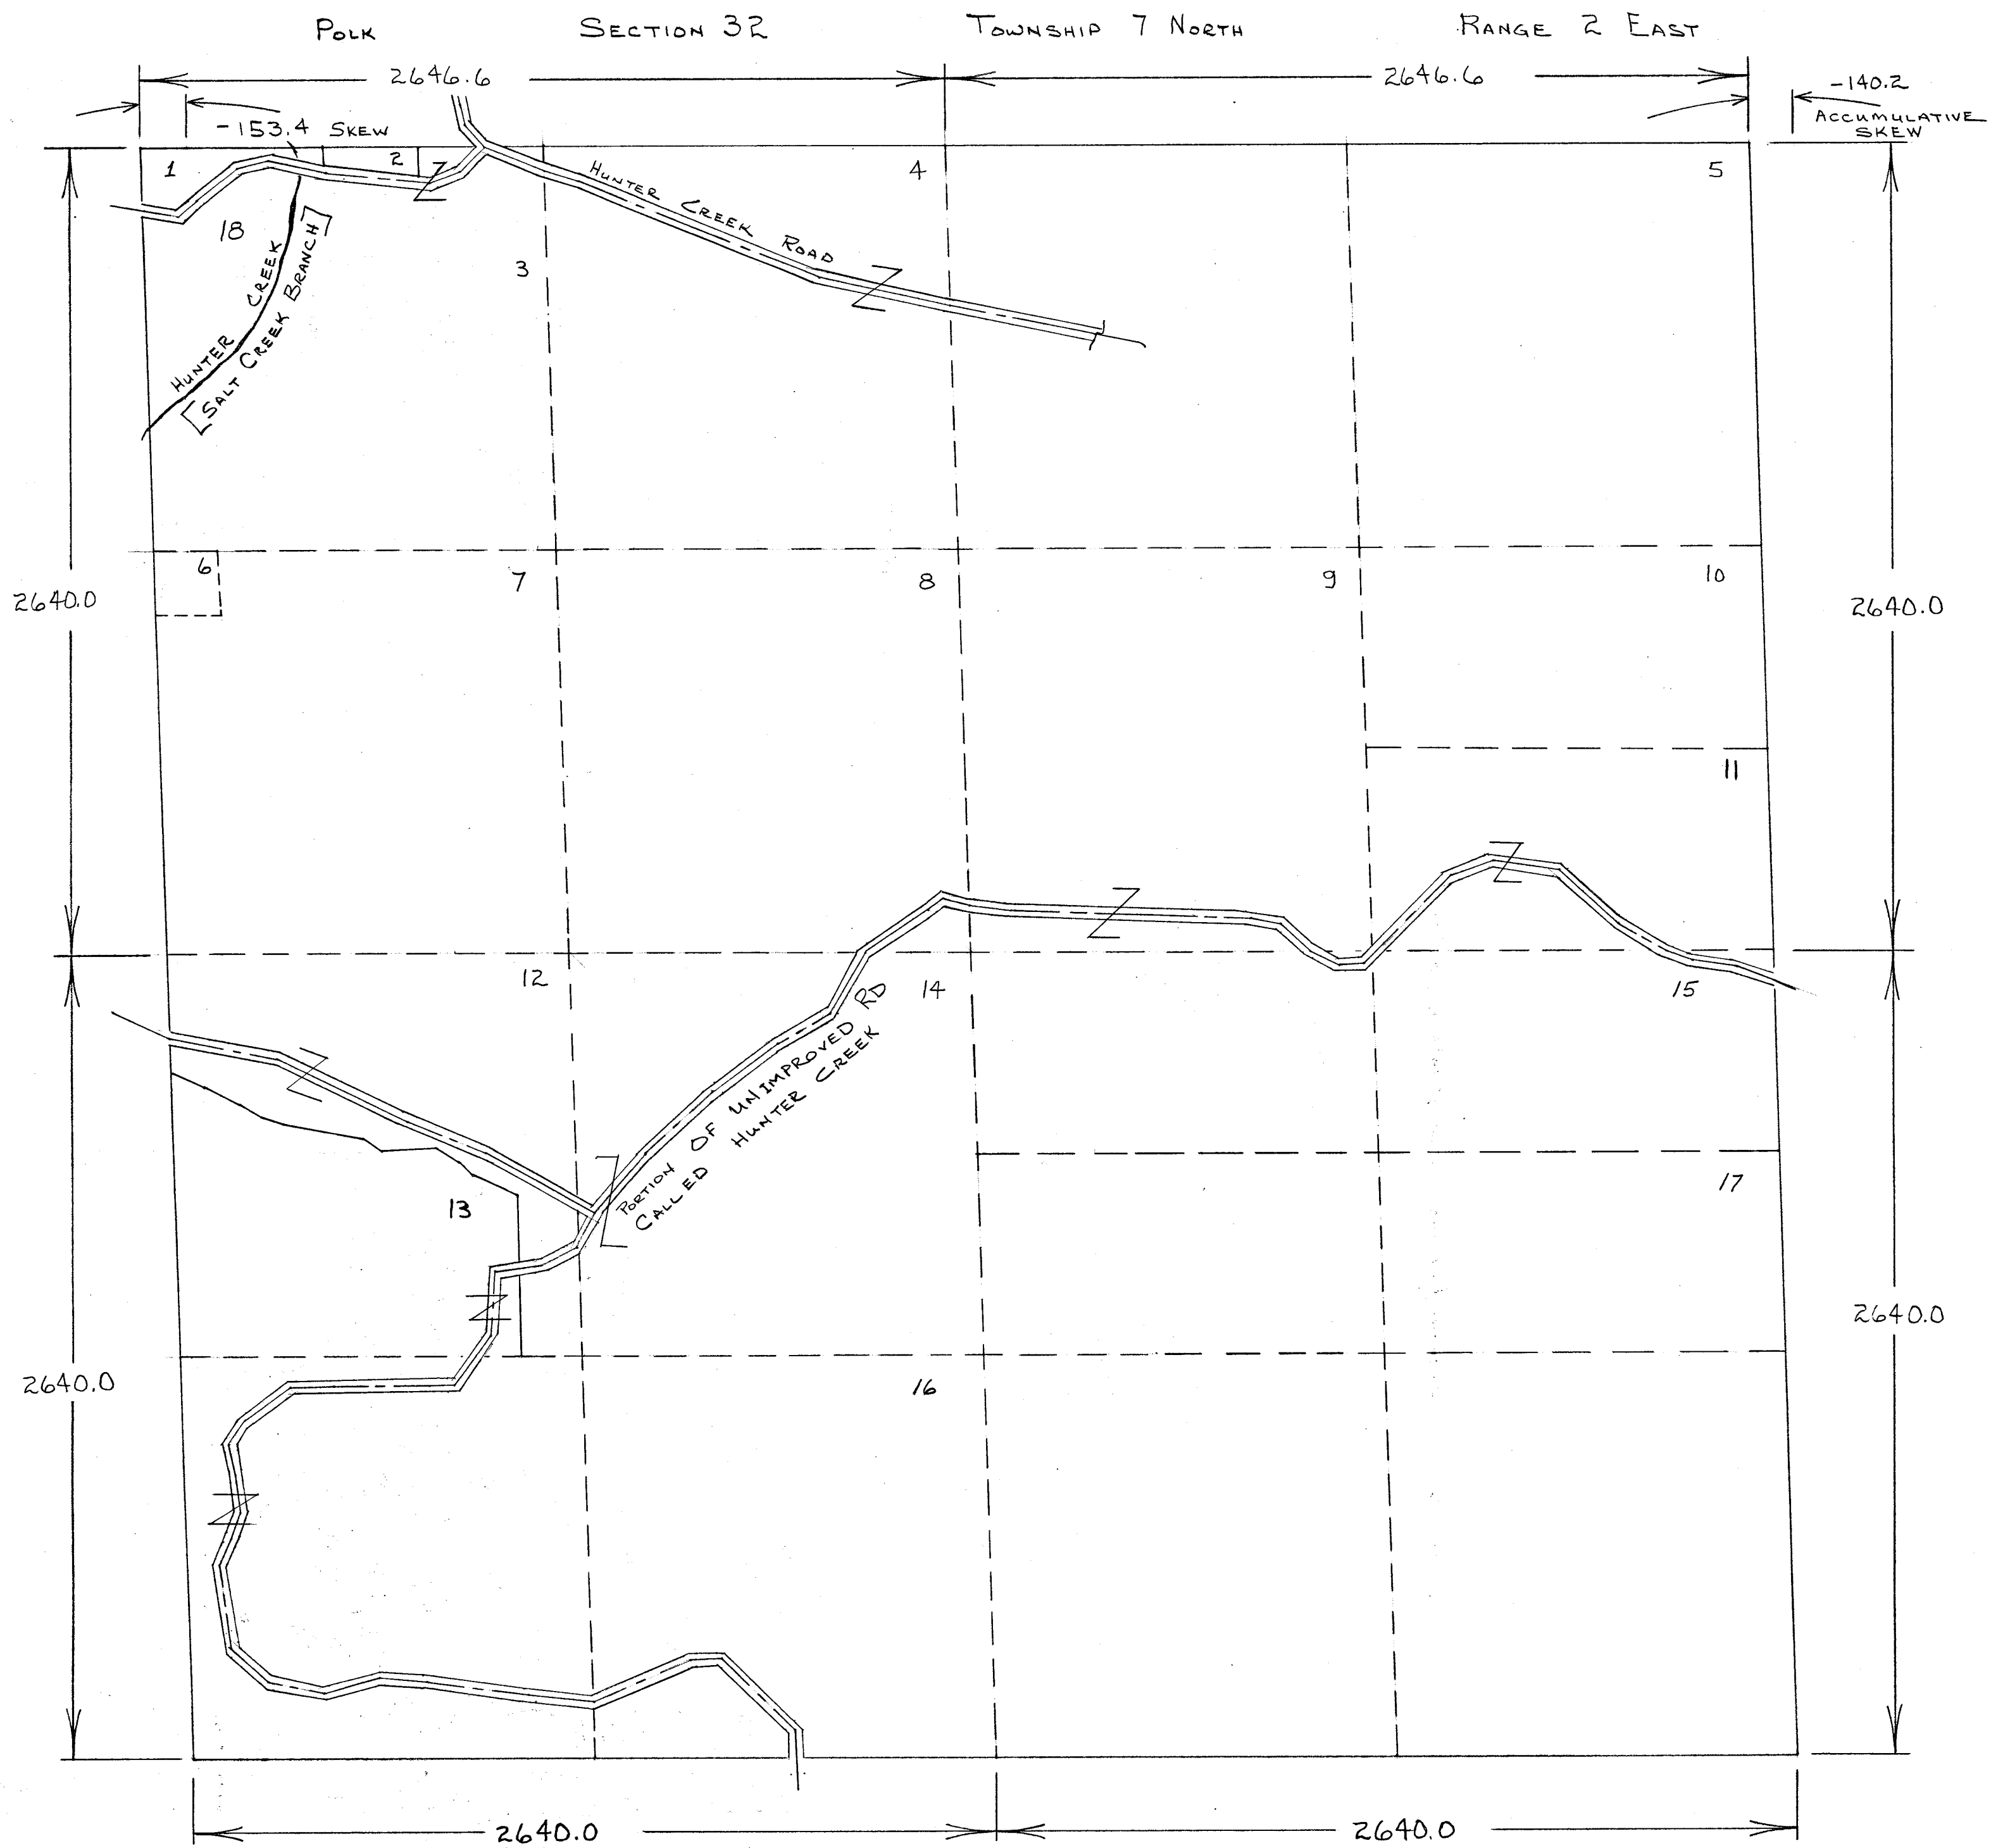 POLK SECTION 32 TOWNSHIP 7 NORTH RANGE 2 EAST
2646.6 2646.6
-140.2
ACCUMULATIVE
SKEW
-153.4 SKEW
1 2 4 5
HUNTER CREEK ROAD
18
3
HUNTER CREEK
[SALT CREEK BRANCH]
6 7 8 9 10
2640.0 2640.0
11
12 14 15
PORTION OF UNIMPROVED RD
CALLED HUNTER CREEK
13 17
2640.0 2640.0
16
2640.0 2640.0